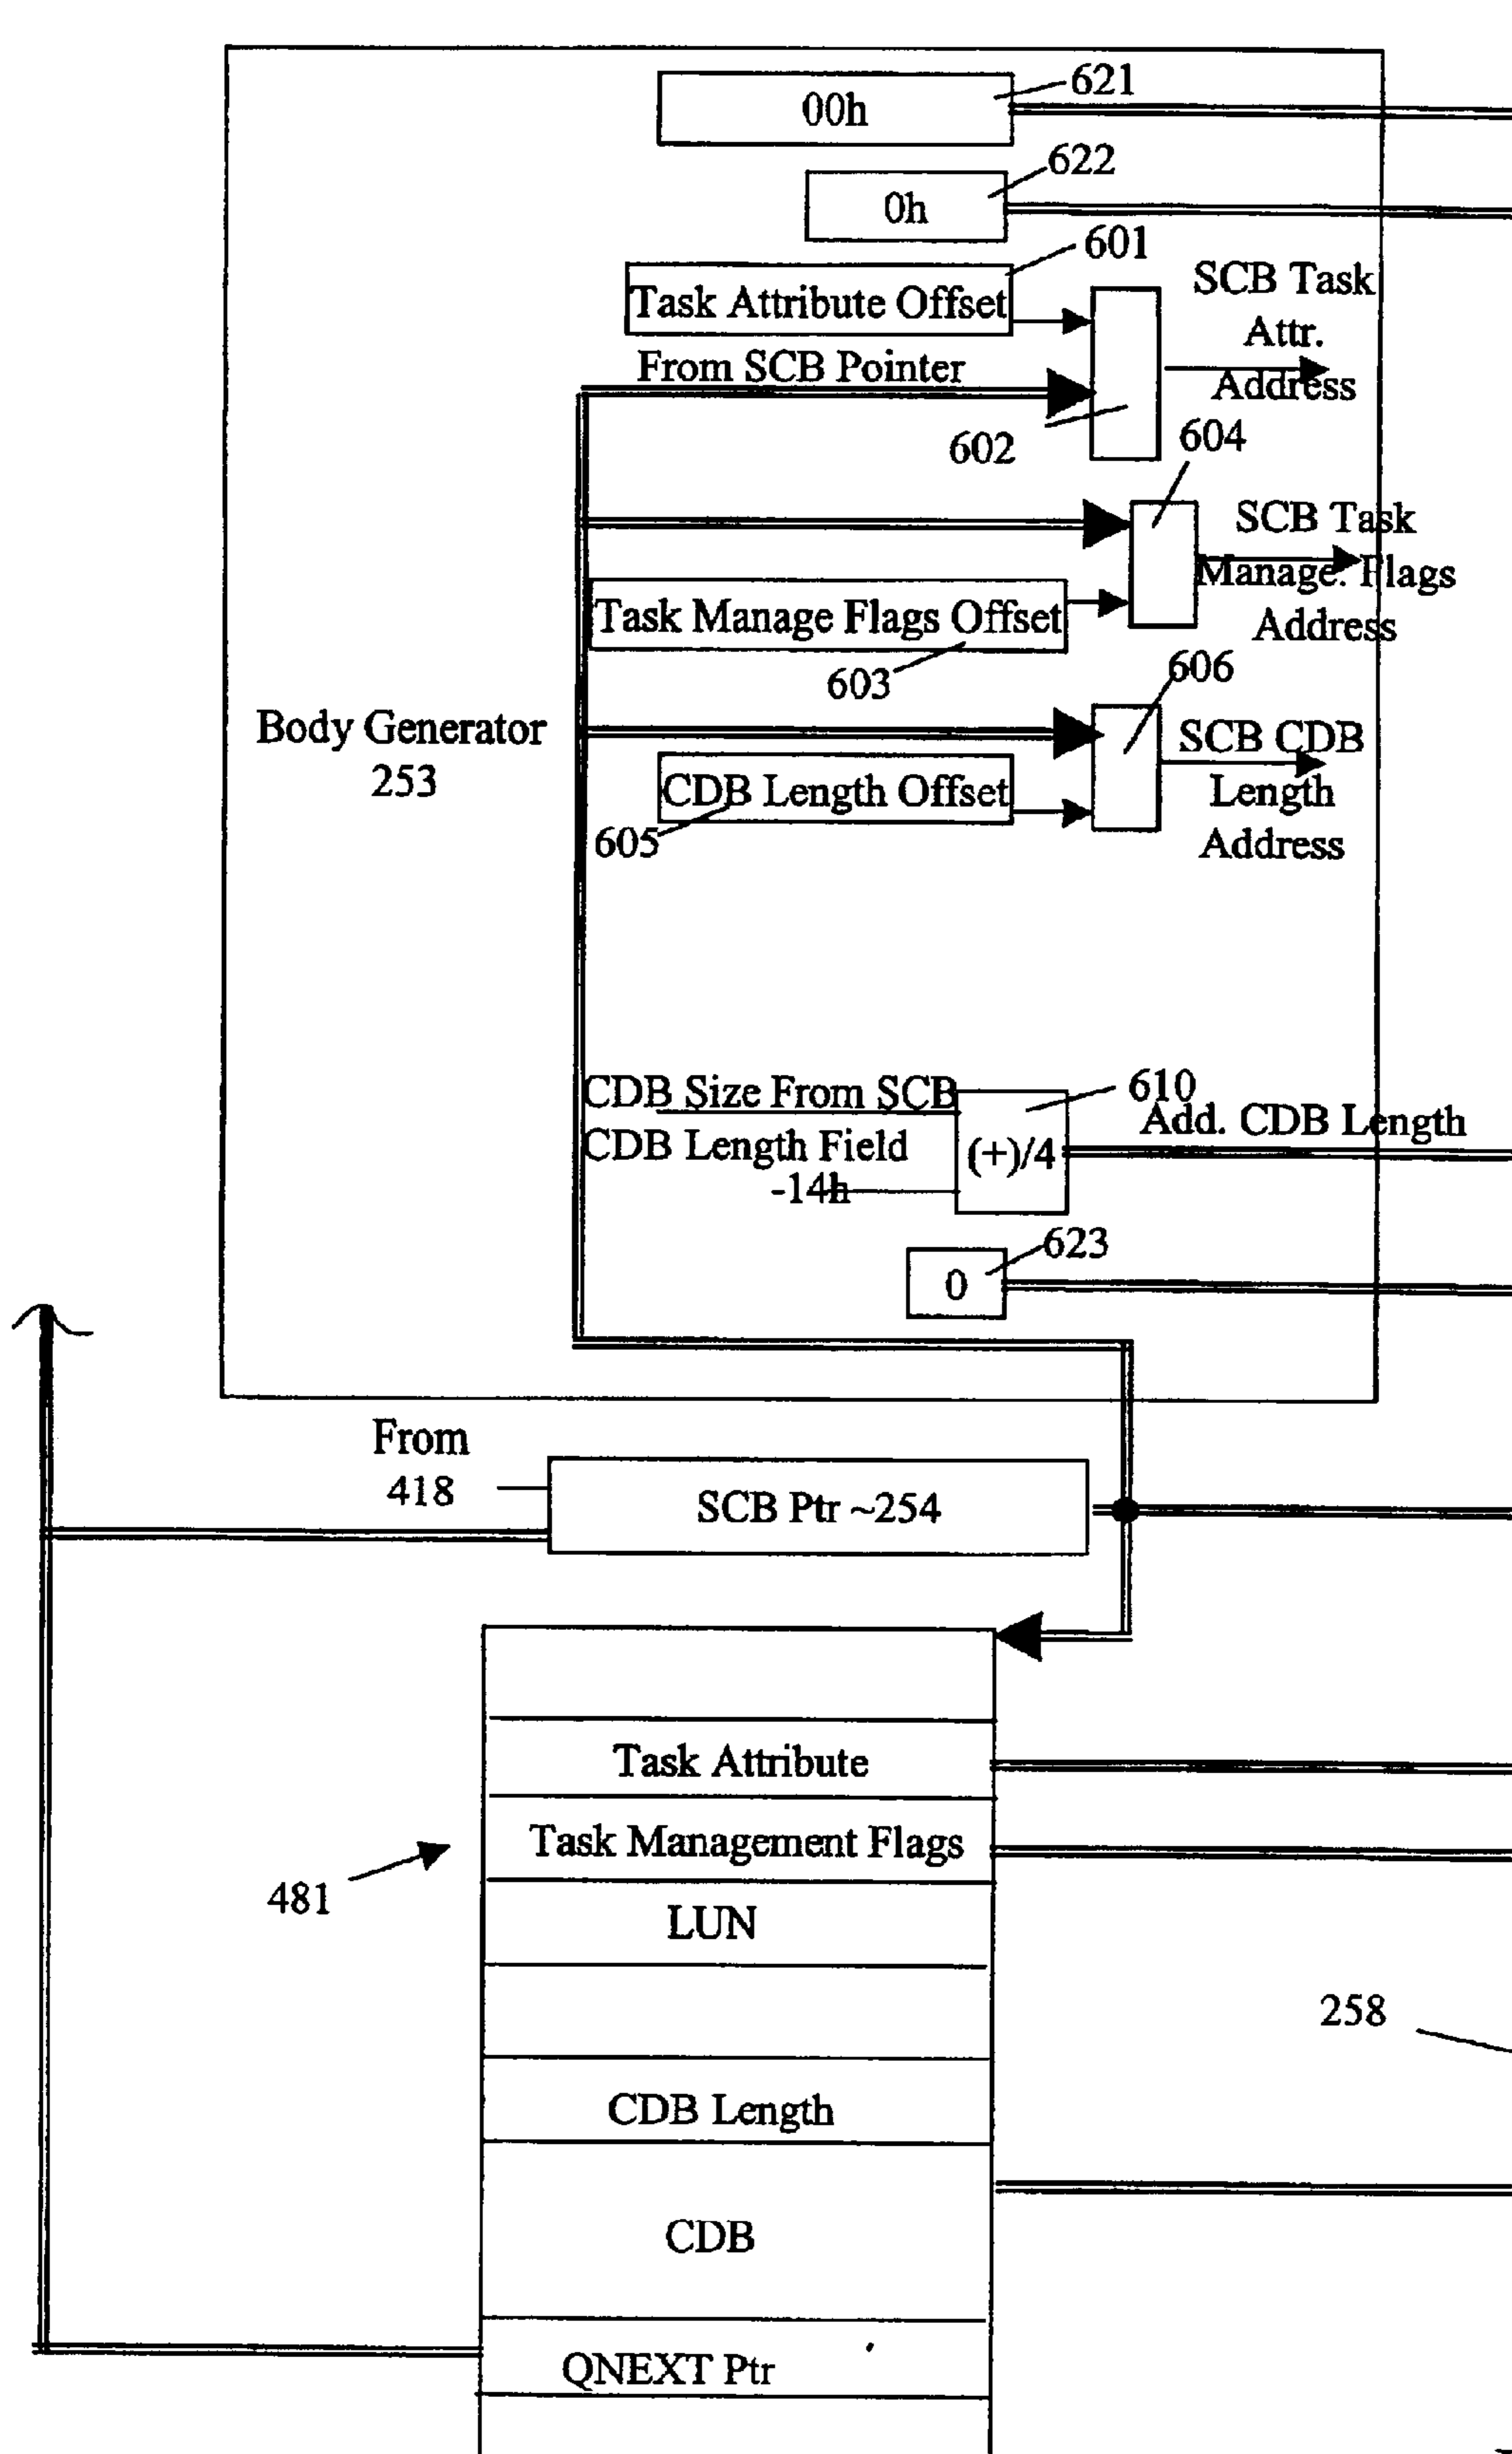 621
00h
622
0h
601
Task Attribute Offset
SCB Task
Attr.
Address
From SCB Pointer
602
604
SCB Task
Manage. Flags
Address
Task Manage Flags Offset
603
606
Body Generator
253
SCB CDB
Length
Address
CDB Length Offset
605
CDB Size From SCB
CDB Length Field
-14h
610
(+)/4
Add. CDB Length
623
0
From
418
SCB Ptr ~254
Task Attribute
Task Management Flags
481
LUN
258
CDB Length
CDB
QNEXT Ptr